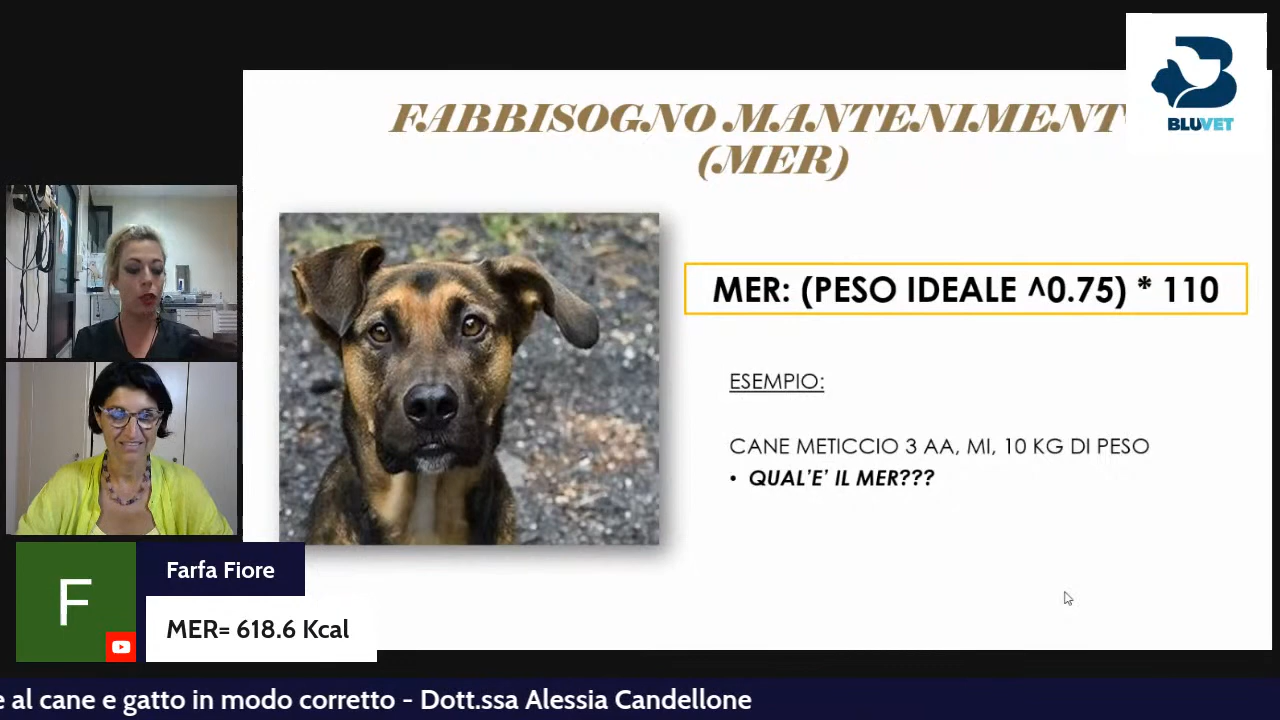 FABBISOGNO MANTENIMENT
(MER)
BLUVET
MER: (PESO IDEALE ^0.75) * 110
ESEMPIO:
CANE METICCIO 3 AA, MI, 10 KG DI PESO
• QUAL'E' IL MER???
F
Farfa Fiore
MER= 618.6 Kcal
e al cane e gatto in modo corretto - Dott.ssa Alessia Candellone